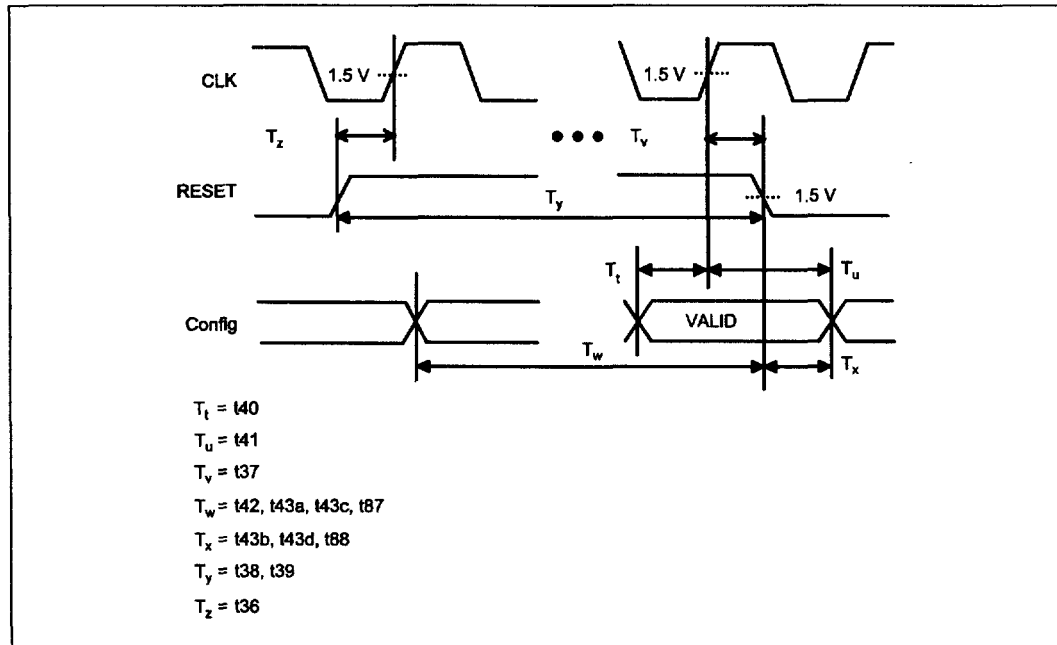 CLK
1.5 V
1.5 V
Tz
Tv
RESET
1.5 V
Ty
Tt
Tu
Config
VALID
Tw
Tx
Tt = t40
Tu = t41
Tv = t37
Tw = t42, t43a, t43c, t87
Tx = t43b, t43d, t88
Ty = t38, t39
Tz = t36